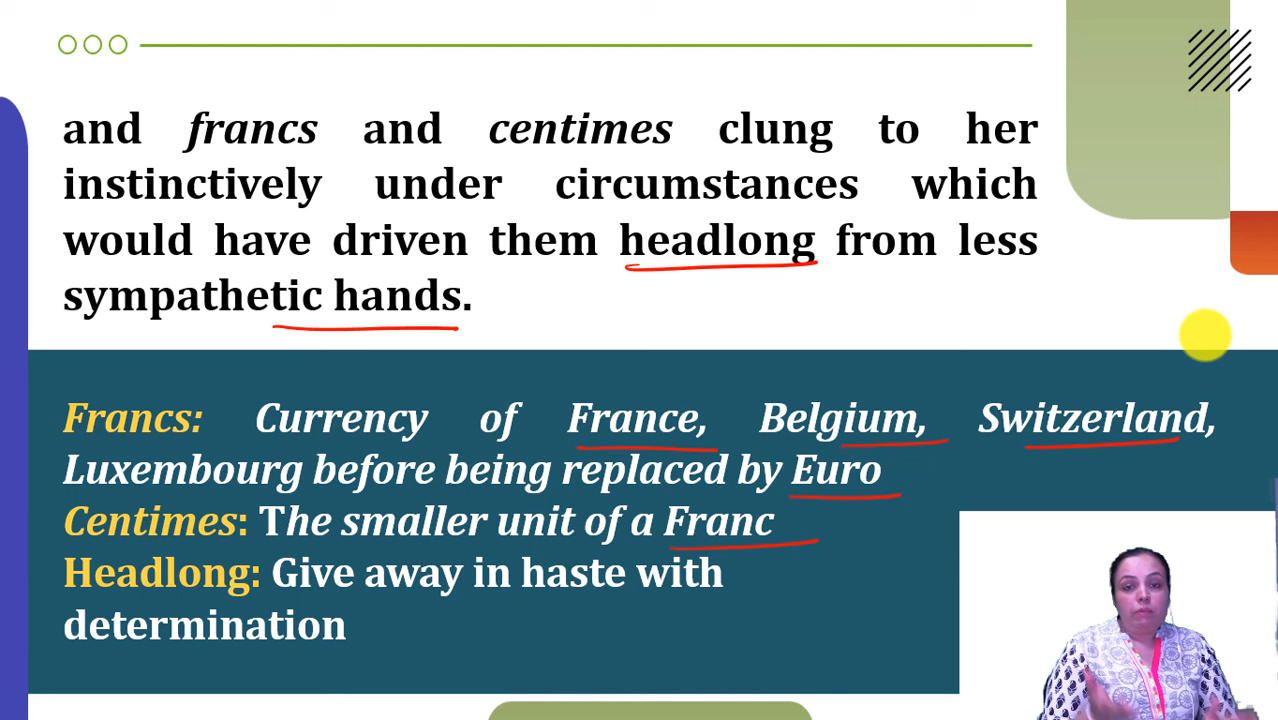 and francs and centimes clung to her
instinctively under circumstances which
would have driven them headlong from less
sympathetic hands.
Francs: Currency of France, Belgium, Switzerland,
Luxembourg before being replaced by Euro
Centimes: The smaller unit of a Franc
Headlong: Give away in haste with
determination